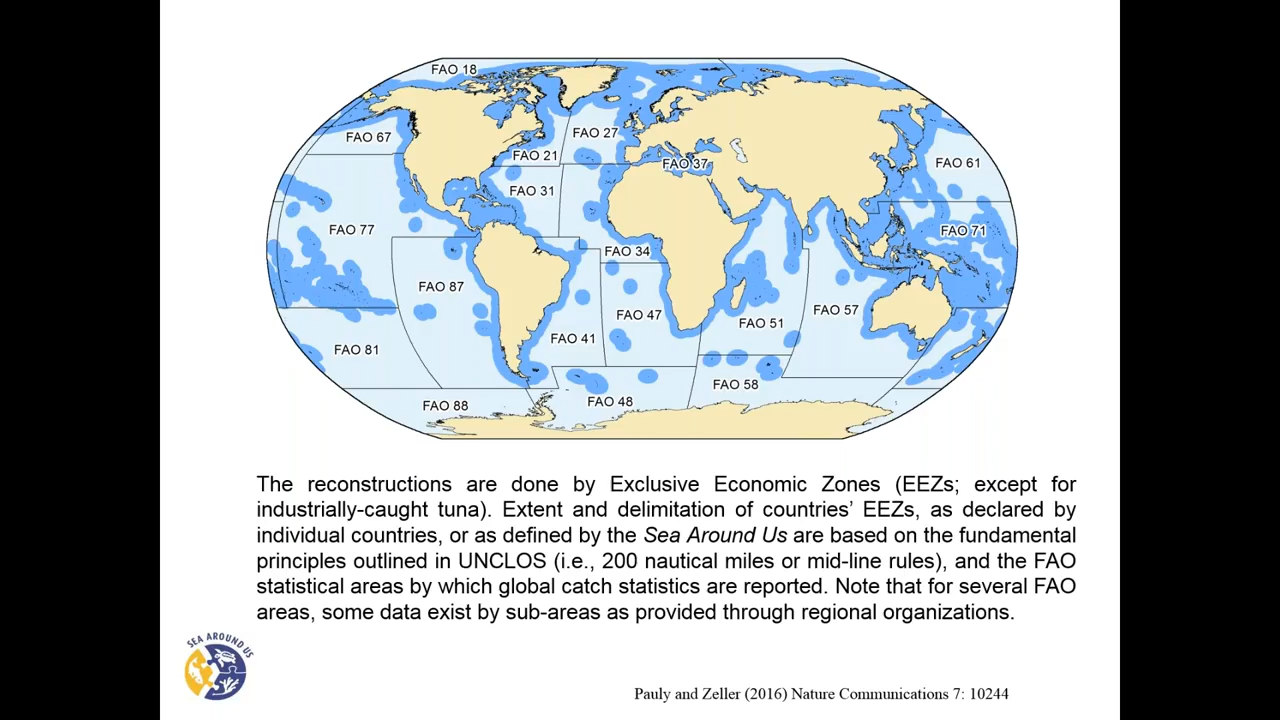 FAO 18
FAO 67
FAO 27
FAO 21
FAO 37
FAO 61
FAO 31
FAO 77
FAO 71
FAO 34
FAO 87
FAO 47
FAO 57
FAO 51
FAO 41
FAO 81
FAO 58
FAO 88
FAO 48
The reconstructions are done by Exclusive Economic Zones (EEZs; except for
industrially-caught tuna). Extent and delimitation of countries’ EEZs, as declared by
individual countries, or as defined by the Sea Around Us are based on the fundamental
principles outlined in UNCLOS (i.e., 200 nautical miles or mid-line rules), and the FAO
statistical areas by which global catch statistics are reported. Note that for several FAO
areas, some data exist by sub-areas as provided through regional organizations.
SEA AROUND US
Pauly and Zeller (2016) Nature Communications 7: 10244